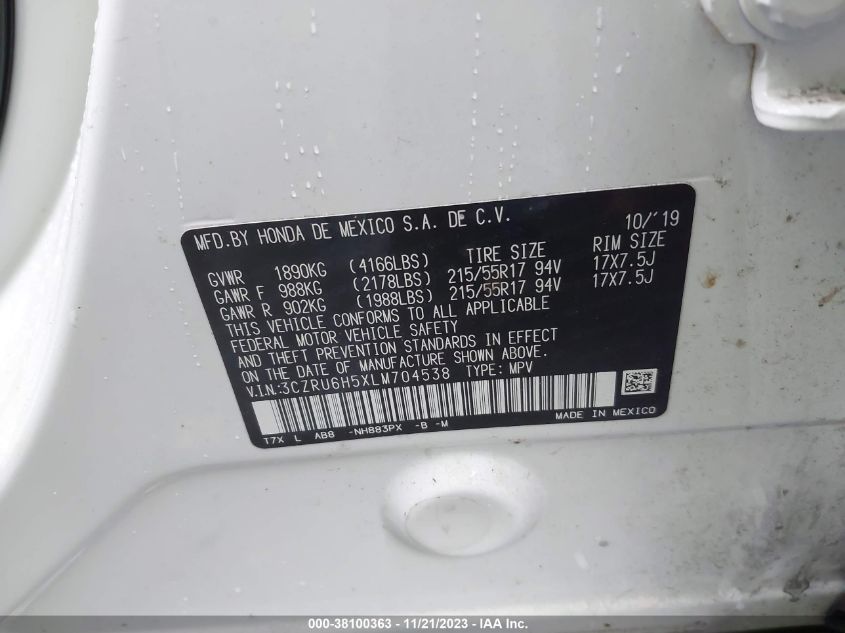 MFD.BY HONDA DE MEXICO S.A. DE C.V. 10/'19
TIRE SIZE RIM SIZE
GVWR 1890KG (4166LBS)
GAWR F 988KG (2178LBS) 215/55R17 94V 17X7.5J
GAWR R 902KG (1988LBS) 215/55R17 94V 17X7.5J
THIS VEHICLE CONFORMS TO ALL APPLICABLE
FEDERAL MOTOR VEHICLE SAFETY
AND THEFT PREVENTION STANDARDS IN EFFECT
ON THE DATE OF MANUFACTURE SHOWN ABOVE.
V.IN:3CZRU6H5XLM704538 TYPE: MPV
MADE IN MEXICO
T7X L AB8 -NH883PX -B -M
000-38100363 - 11/21/2023 - IAA Inc.